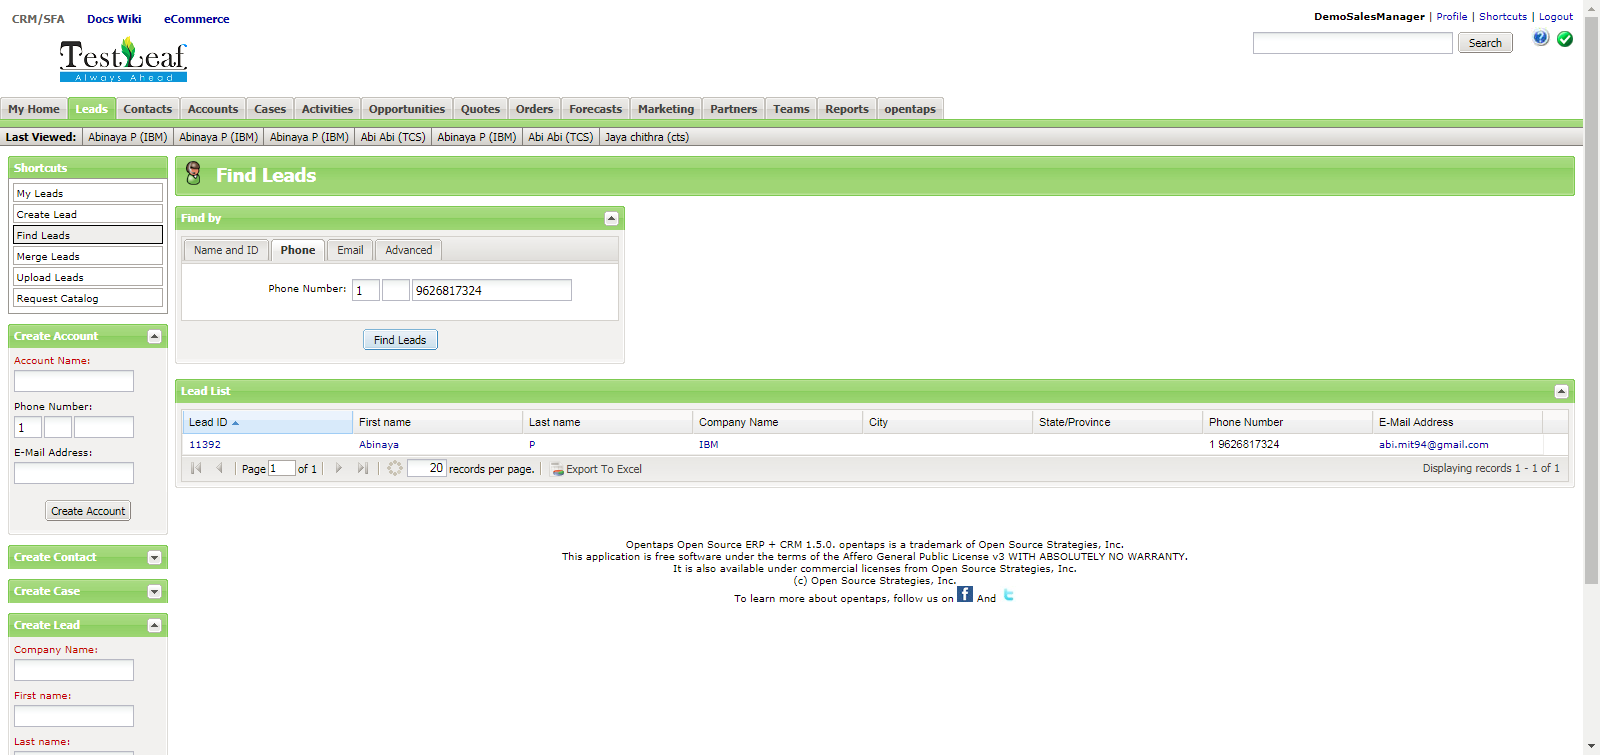 CRM/SFA Docs Wiki eCommerce
DemoSalesManager | Profile | Shortcuts | Logout
TestLeaf
Always Ahead
Search
My Home Leads Contacts Accounts Cases Activities Opportunities Quotes Orders Forecasts Marketing Partners Teams Reports opentaps
Last Viewed: Abinaya P (IBM) Abinaya P (IBM) Abinaya P (IBM) Abi Abi (TCS) Abinaya P (IBM) Abi Abi (TCS) Jaya chithra (cts)
Shortcuts
My Leads
Create Lead
Find Leads
Merge Leads
Upload Leads
Request Catalog
Create Account
Account Name:
Phone Number:
1
E-Mail Address:
Create Account
Create Contact
Create Case
Create Lead
Company Name:
First name:
Last name:
Find Leads
Find by
Name and ID Phone Email Advanced
Phone Number: 1 9626817324
Find Leads
Lead List
Lead ID First name Last name Company Name City State/Province Phone Number E-Mail Address
11392 Abinaya P IBM 1 9626817324 abi.mit94@gmail.com
Page 1 of 1 20 records per page. Export To Excel Displaying records 1 - 1 of 1
Opentaps Open Source ERP + CRM 1.5.0. opentaps is a trademark of Open Source Strategies, Inc.
This application is free software under the terms of the Affero General Public License v3 WITH ABSOLUTELY NO WARRANTY.
It is also available under commercial licenses from Open Source Strategies, Inc.
(c) Open Source Strategies, Inc.
To learn more about opentaps, follow us on f And t